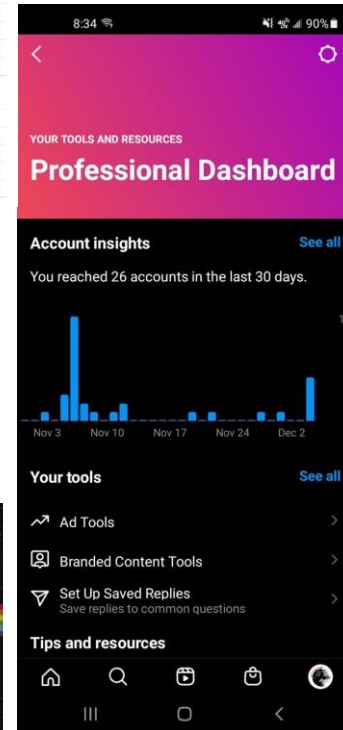 8:34
90%
YOUR TOOLS AND RESOURCES
Professional Dashboard
Account insights
See all
You reached 26 accounts in the last 30 days.
1
Nov 3
Nov 10
Nov 17
Nov 24
Dec 2
Your tools
See all
Ad Tools
Branded Content Tools
Set Up Saved Replies
Save replies to common questions
Tips and resources